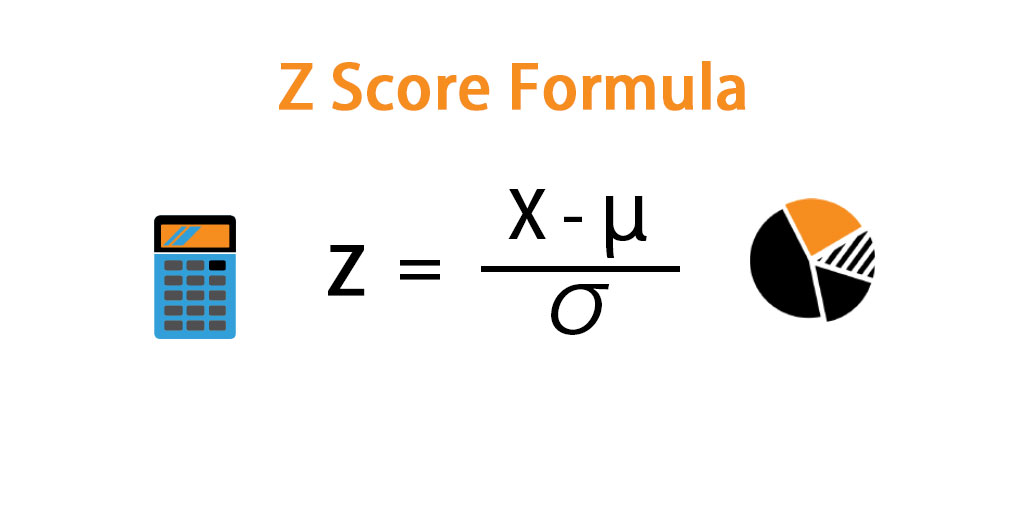 Z Score Formula
z = 
x - μ
σ